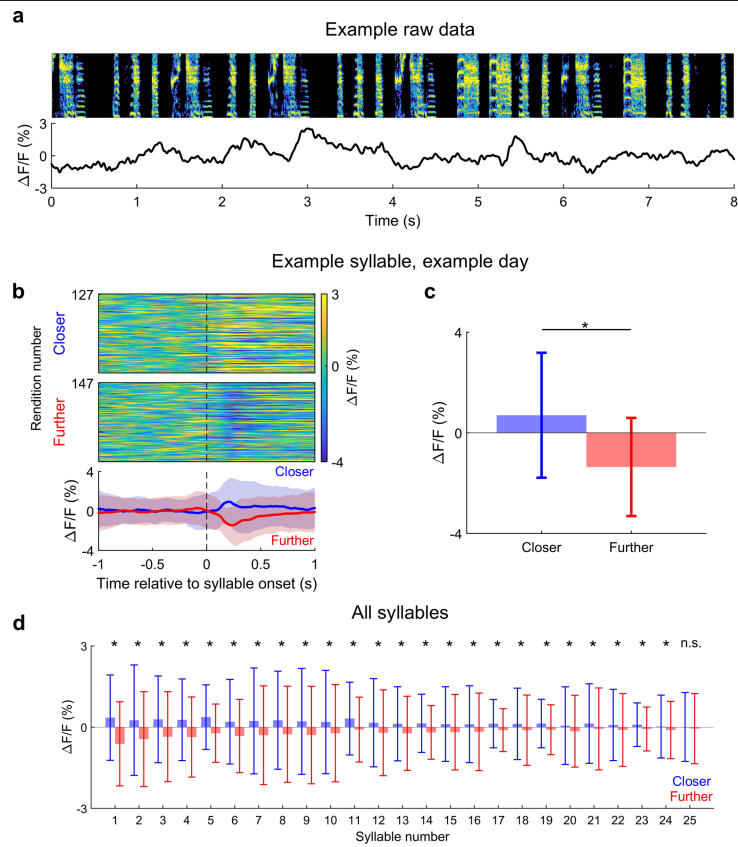 a
Example raw data
ΔF/F (%)
3
0
-3
0 1 2 3 4 5 6 7 8
Time (s)
Example syllable, example day
b
Rendition number
Closer
127
Further
147
3
0
-4
ΔF/F (%)
ΔF/F (%)
4
0
-4
Closer
Further
-1 -0.5 0 0.5 1
Time relative to syllable onset (s)
c
ΔF/F (%)
4
0
-4
*
Closer Further
All syllables
d
ΔF/F (%)
3
0
-3
* * * * * * * * * * * * * * * * * * * * * * * * n.s.
Closer
Further
1 2 3 4 5 6 7 8 9 10 11 12 13 14 15 16 17 18 19 20 21 22 23 24 25
Syllable number